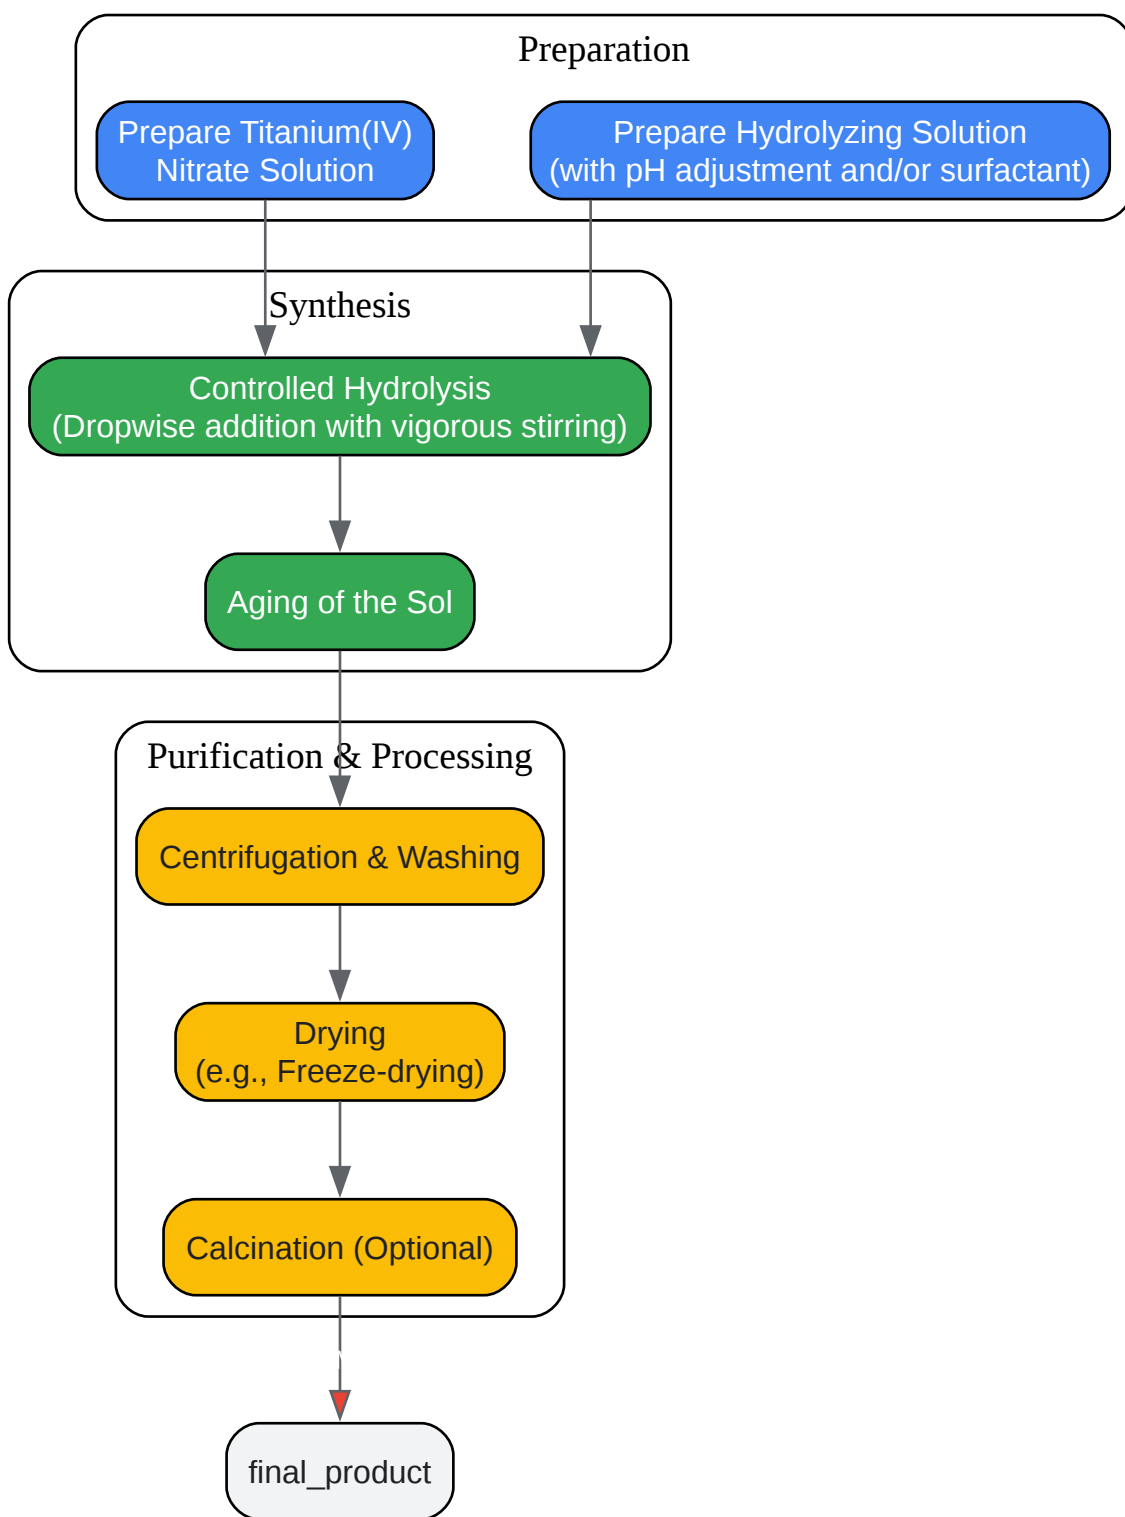 Preparation
Prepare Titanium(IV)
Nitrate Solution
Prepare Hydrolyzing Solution
(with pH adjustment and/or surfactant)
Synthesis
Controlled Hydrolysis
(Dropwise addition with vigorous stirring)
Aging of the Sol
Purification & Processing
Centrifugation & Washing
Drying
(e.g., Freeze-drying)
Calcination (Optional)
final_product